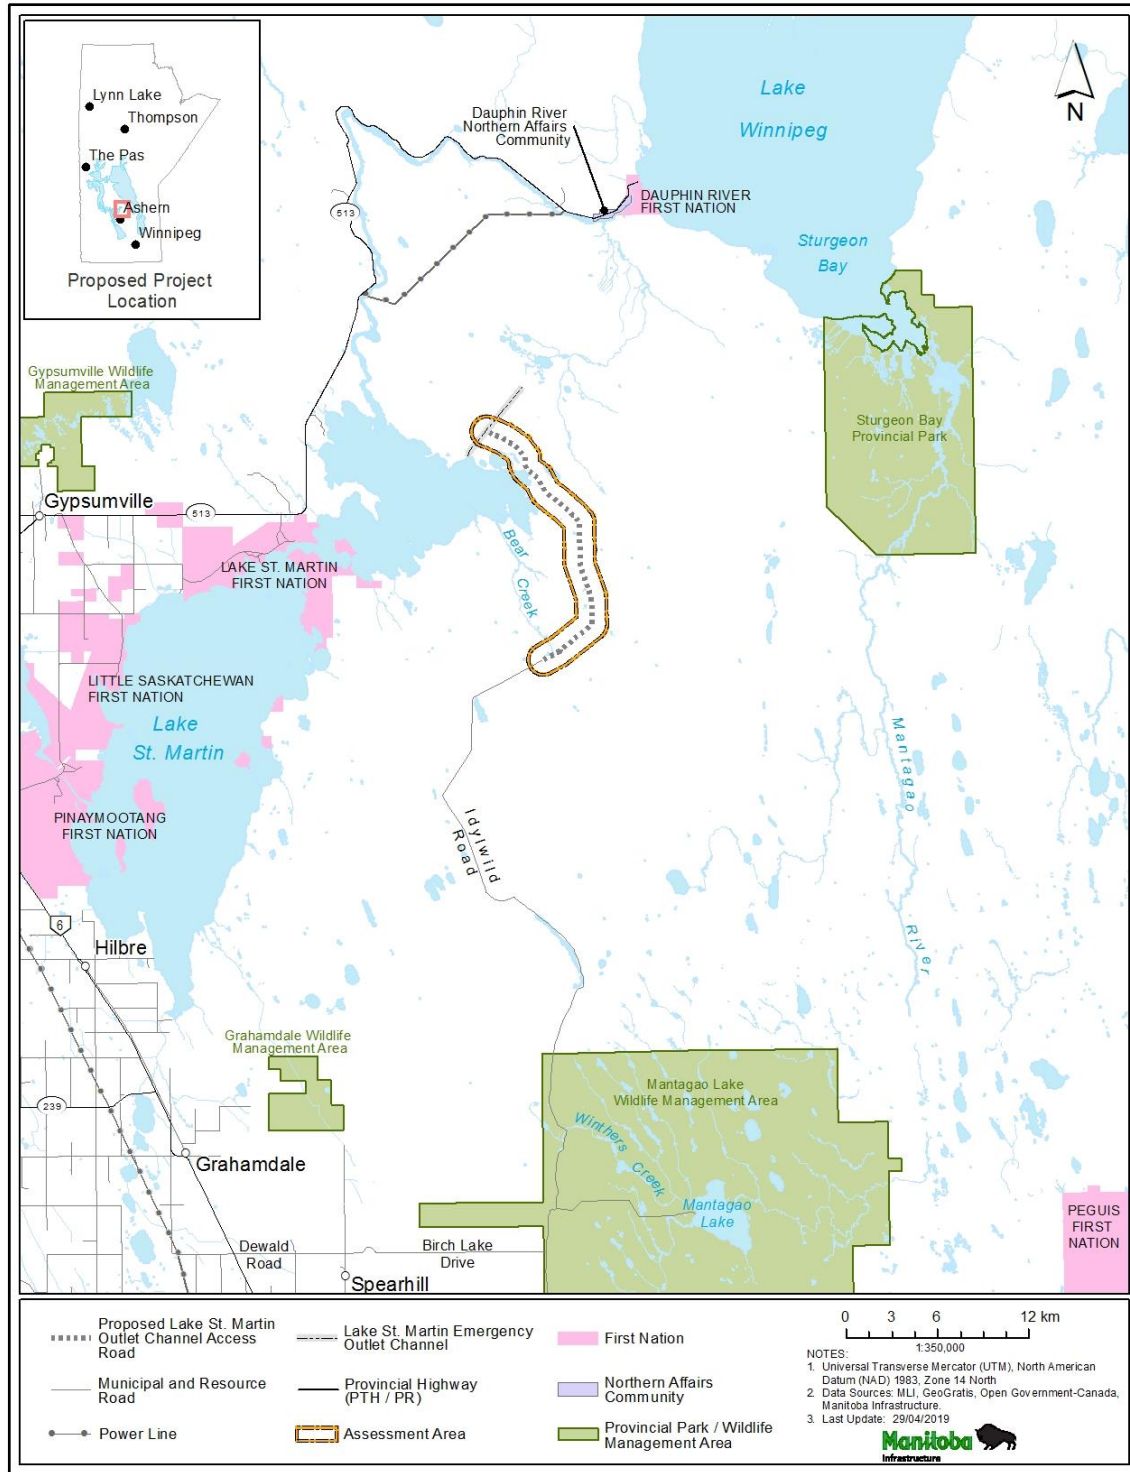 Lynn Lake
Thompson
The Pas
Ashern
Winnipeg
Proposed Project
Location
Lake
Winnipeg
N
Dauphin River
Northern Affairs
Community
DAUPHIN RIVER
FIRST NATION
513
Sturgeon
Bay
Gypsumville Wildlife
Management Area
Sturgeon Bay
Provincial Park
Gypsumville
513
LAKE ST. MARTIN
FIRST NATION
Bear
Creek
LITTLE SASKATCHEWAN
FIRST NATION
Lake
St. Martin
Mantagao
River
PINAYMOOTANG
FIRST NATION
Idylwild
Road
6
Hilbre
Grahamdale Wildlife
Management Area
Mantagao Lake
Wildlife Management Area
239
Winthers
Creek
Grahamdale
Mantagao
Lake
PEGUIS
FIRST
NATION
Dewald
Road
Birch Lake
Drive
Spearhill
Proposed Lake St. Martin
Outlet Channel Access
Road
Lake St. Martin Emergency
Outlet Channel
First Nation
Municipal and Resource
Road
Provincial Highway
(PTH / PR)
Northern Affairs
Community
Power Line
Assessment Area
Provincial Park / Wildlife
Management Area
0 3 6 12 km
1:350,000
NOTES:
1. Universal Transverse Mercator (UTM), North American
Datum (NAD) 1983, Zone 14 North
2. Data Sources: MLI, GeoGratis, Open Government-Canada,
Manitoba Infrastructure.
3. Last Update: 29/04/2019
Manitoba
Infrastructure